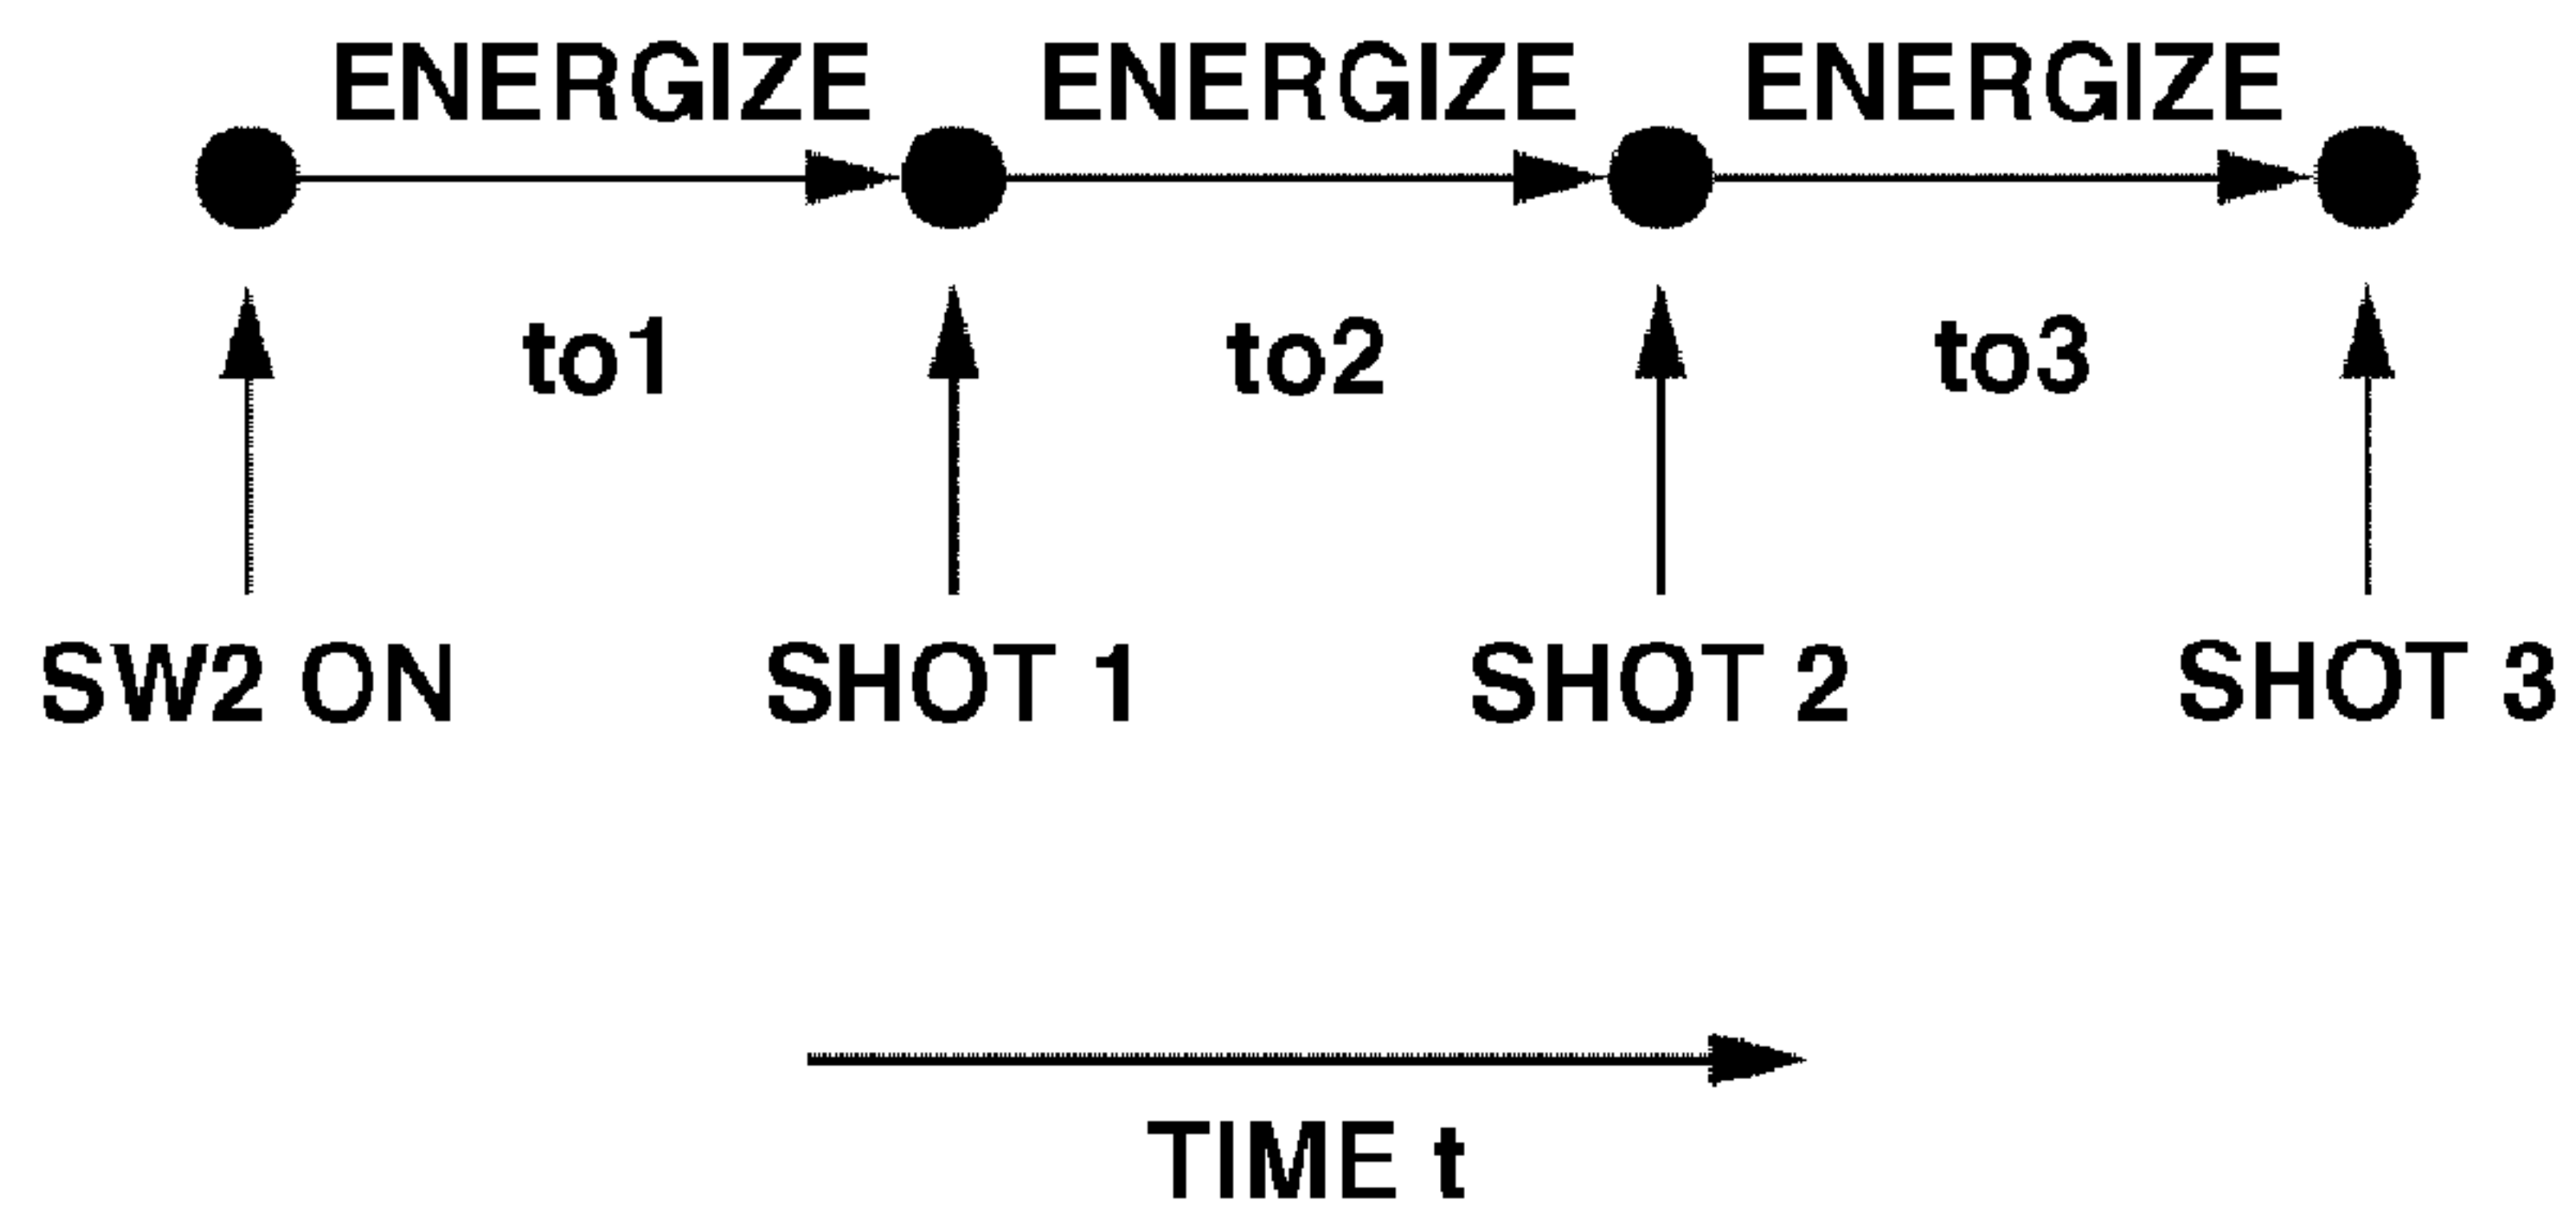 ENERGIZE ENERGIZE ENERGIZE
to1 to2 to3
SW2 ON SHOT 1 SHOT 2 SHOT 3
TIME t